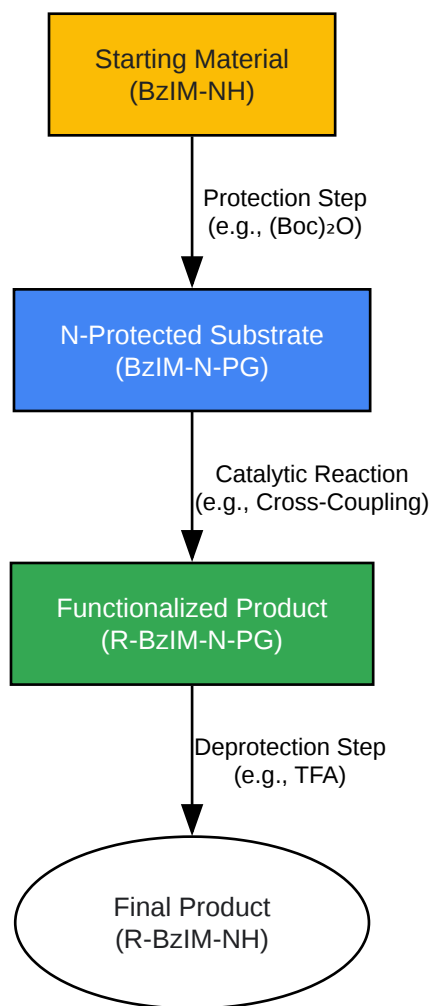 Starting Material
(BzIM-NH)
Protection Step
(e.g., (Boc)₂O)
N-Protected Substrate
(BzIM-N-PG)
Catalytic Reaction
(e.g., Cross-Coupling)
Functionalized Product
(R-BzIM-N-PG)
Deprotection Step
(e.g., TFA)
Final Product
(R-BzIM-NH)